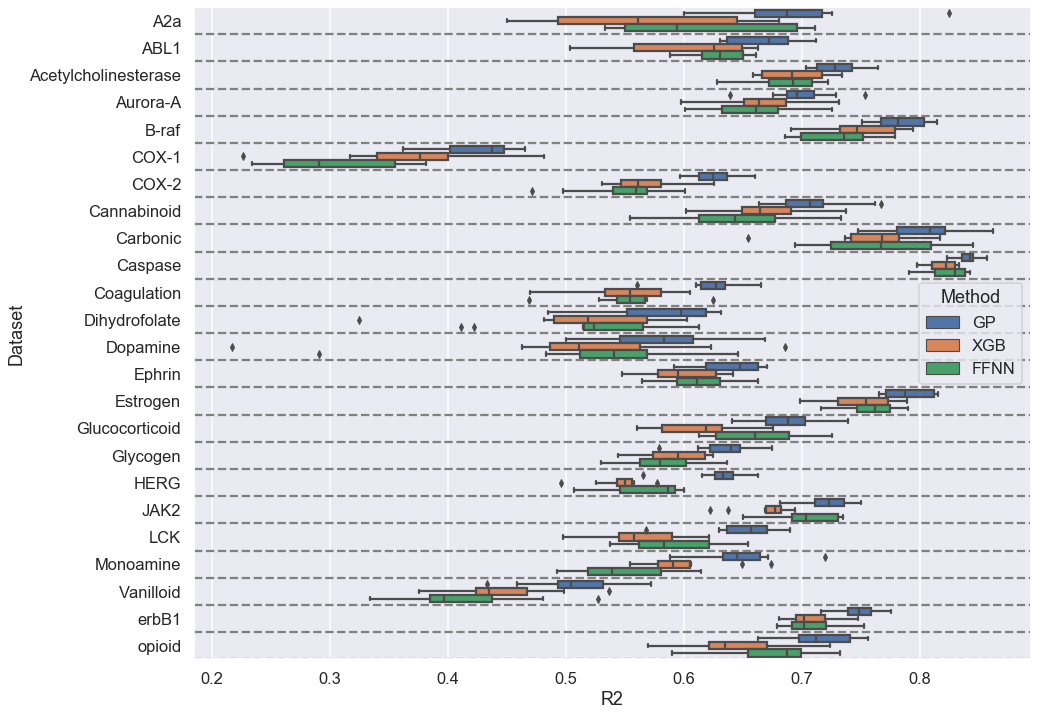 Dataset
A2a
ABL1
Acetylcholinesterase
Aurora-A
B-raf
COX-1
COX-2
Cannabinoid
Carbonic
Caspase
Coagulation
Dihydrofolate
Dopamine
Ephrin
Estrogen
Glucocorticoid
Glycogen
HERG
JAK2
LCK
Monoamine
Vanilloid
erbB1
opioid
Method
GP
XGB
FFNN
0.2 0.3 0.4 0.5 0.6 0.7 0.8
R2